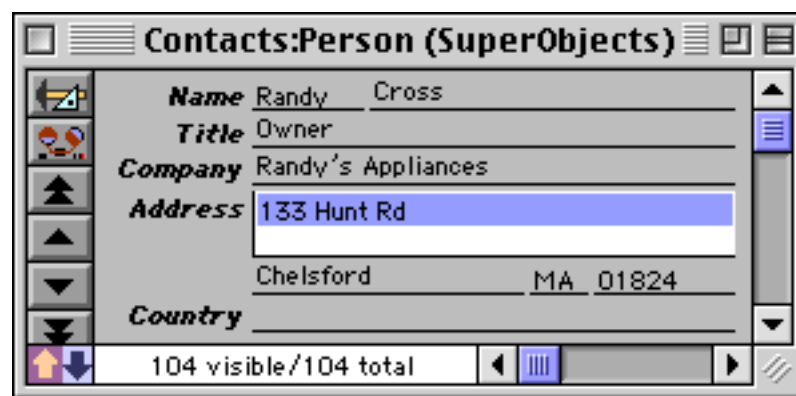 Contacts:Person (SuperObjects)
Name Randy Cross
Title Owner
Company Randy's Appliances
Address 133 Hunt Rd
Chelsford MA 01824
Country
104 visible/104 total